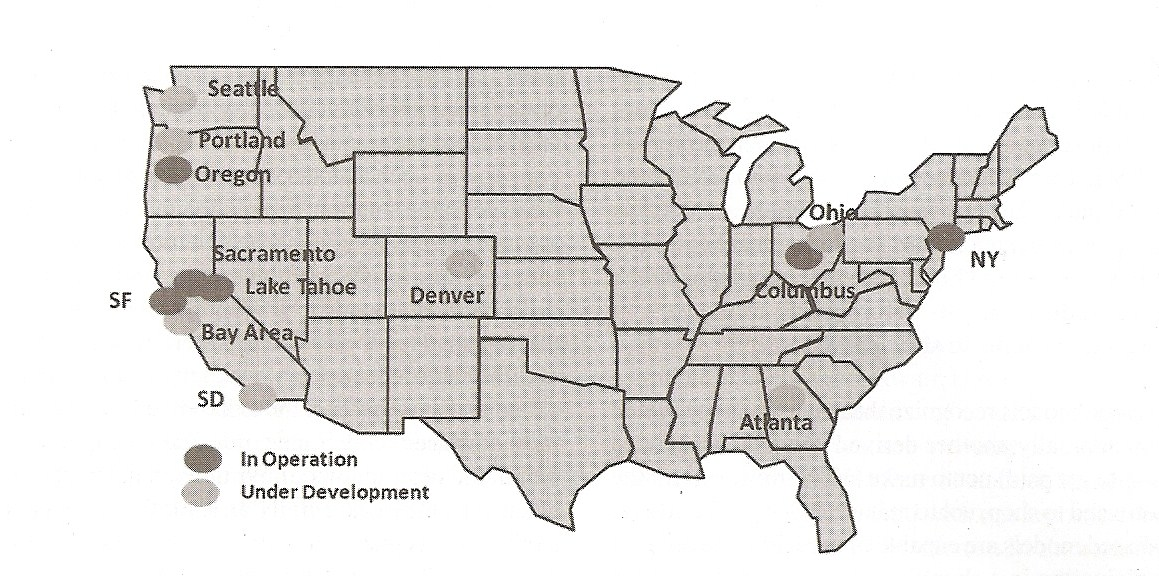 Seattle
Portland
Oregon
Ohio
Sacramento
NY
Lake Tahoe
SF
Denver
Columbus
Bay Area
SD
Atlanta
In Operation
Under Development